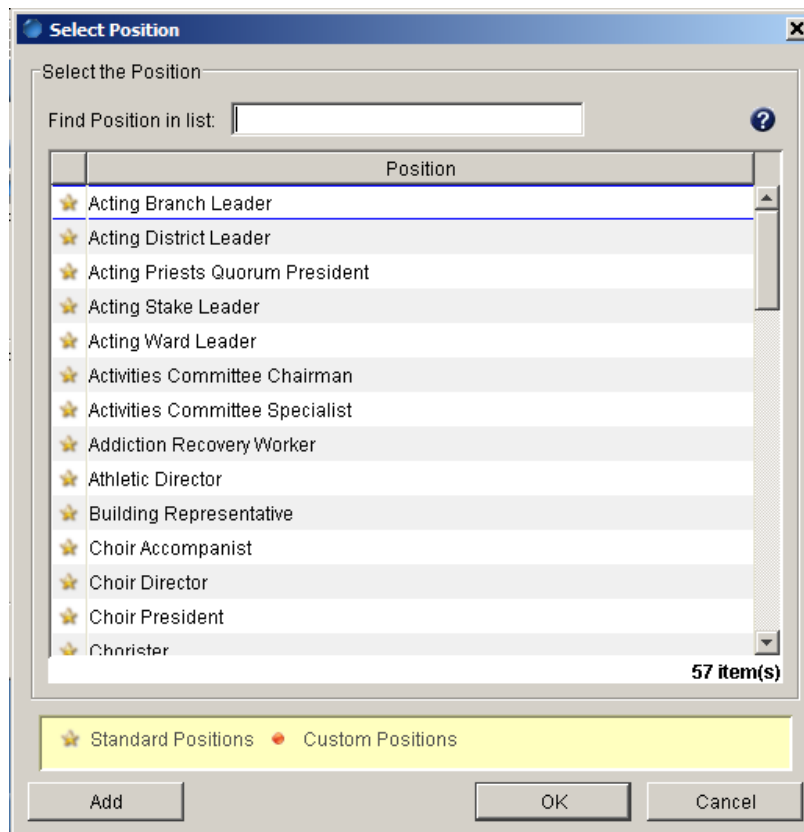 Select Position
Select the Position
Find Position in list:
Position
Acting Branch Leader
Acting District Leader
Acting Priests Quorum President
Acting Stake Leader
Acting Ward Leader
Activities Committee Chairman
Activities Committee Specialist
Addiction Recovery Worker
Athletic Director
Building Representative
Choir Accompanist
Choir Director
Choir President
Chorister
57 item(s)
Standard Positions Custom Positions
Add OK Cancel